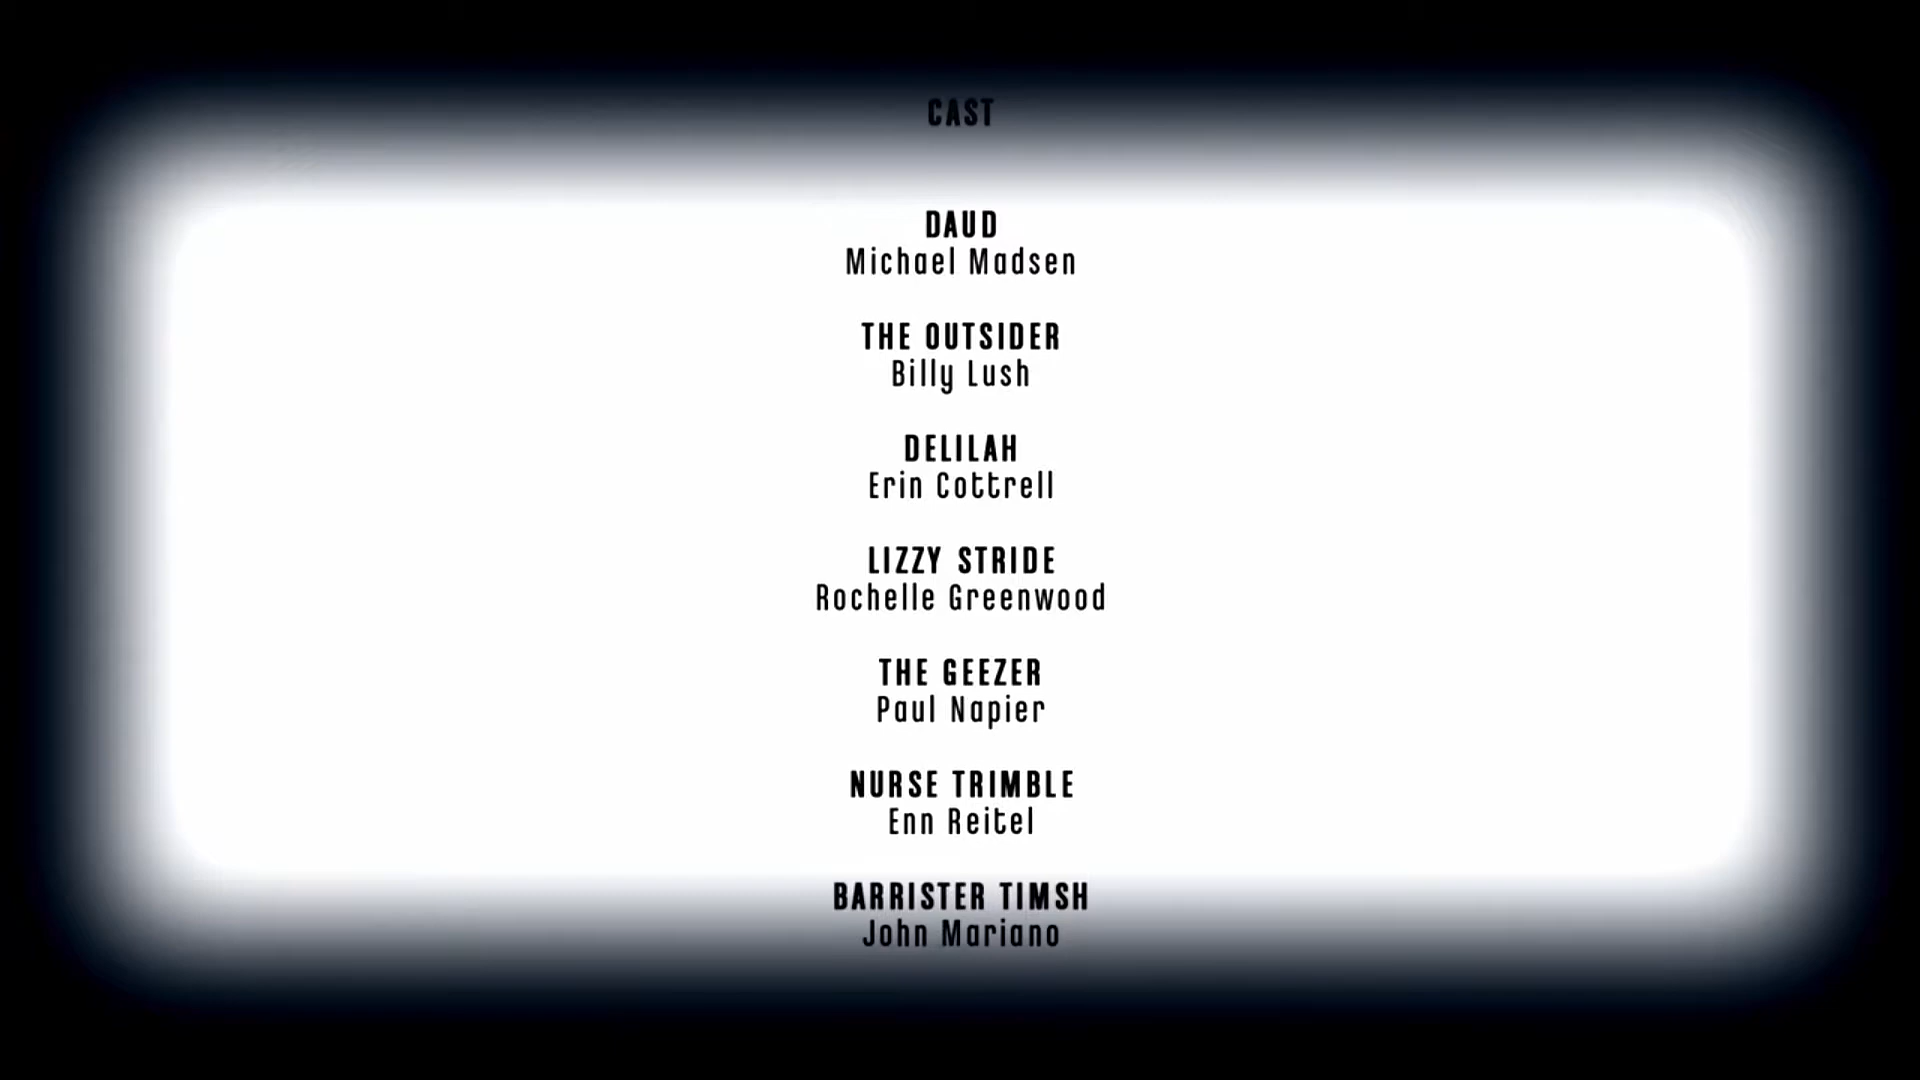 CAST
DAUD
Michael Madsen
THE OUTSIDER
Billy Lush
DELILAH
Erin Cottrell
LIZZY STRIDE
Rochelle Greenwood
THE GEEZER
Paul Napier
NURSE TRIMBLE
Enn Reitel
BARRISTER TIMSH
John Mariano